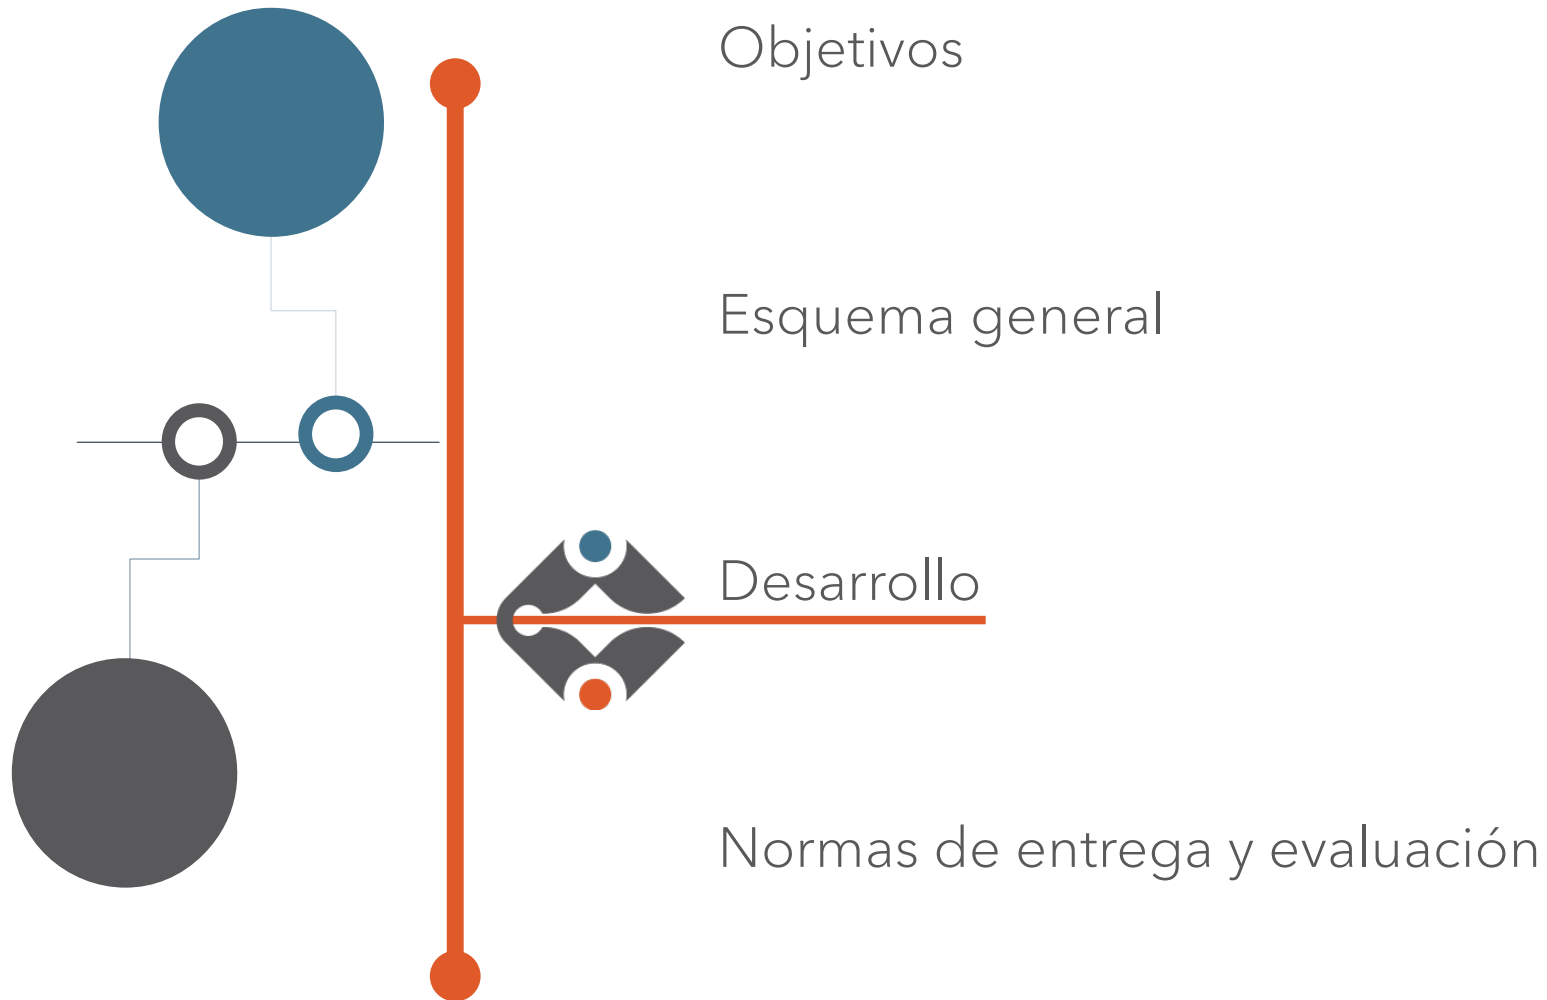 Objetivos
Esquema general
Desarrollo
Normas de entrega y evaluación